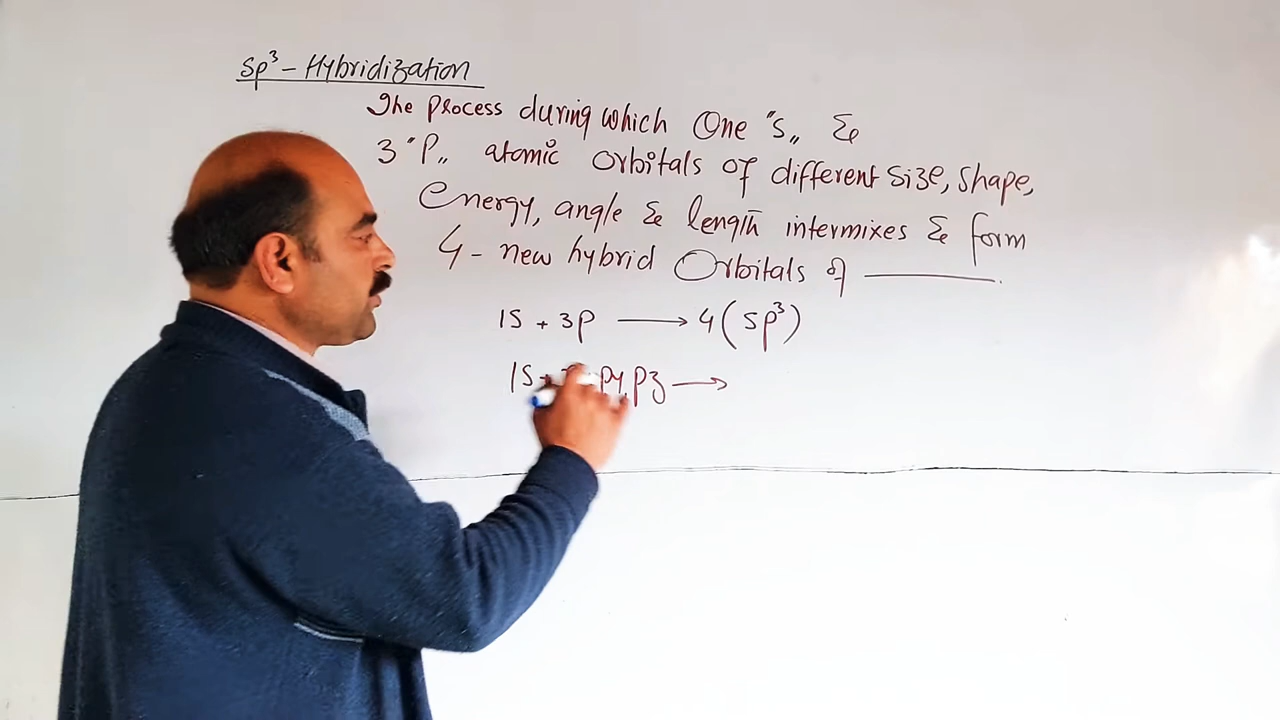 Sp³ - Hybridization
The process during which One "S„ &
3 "P„ atomic orbitals of different Size, Shape,
Energy, angle & length intermixes & form
4 - new hybrid Orbitals of ______.
1S + 3p ⟶ 4(Sp³)
1S py, pz ⟶